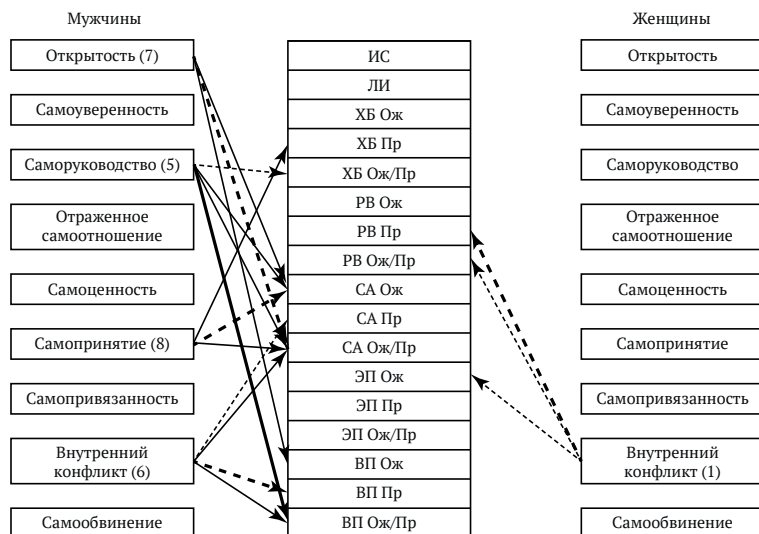 Мужчины
Открытость (7)
Самоуверенность
Саморуководство (5)
Отраженное
самоотношение
Самоценность
Самопринятие (8)
Самопривязанность
Внутренний
конфликт (6)
Самообвинение
ИС
ЛИ
ХБ Ож
ХБ Пр
ХБ Ож/Пр
РВ Ож
РВ Пр
РВ Ож/Пр
СА Ож
СА Пр
СА Ож/Пр
ЭП Ож
ЭП Пр
ЭП Ож/Пр
ВП Ож
ВП Пр
ВП Ож/Пр
Женщины
Открытость
Самоуверенность
Саморуководство
Отраженное
самоотношение
Самоценность
Самопринятие
Самопривязанность
Внутренний
конфликт (1)
Самообвинение